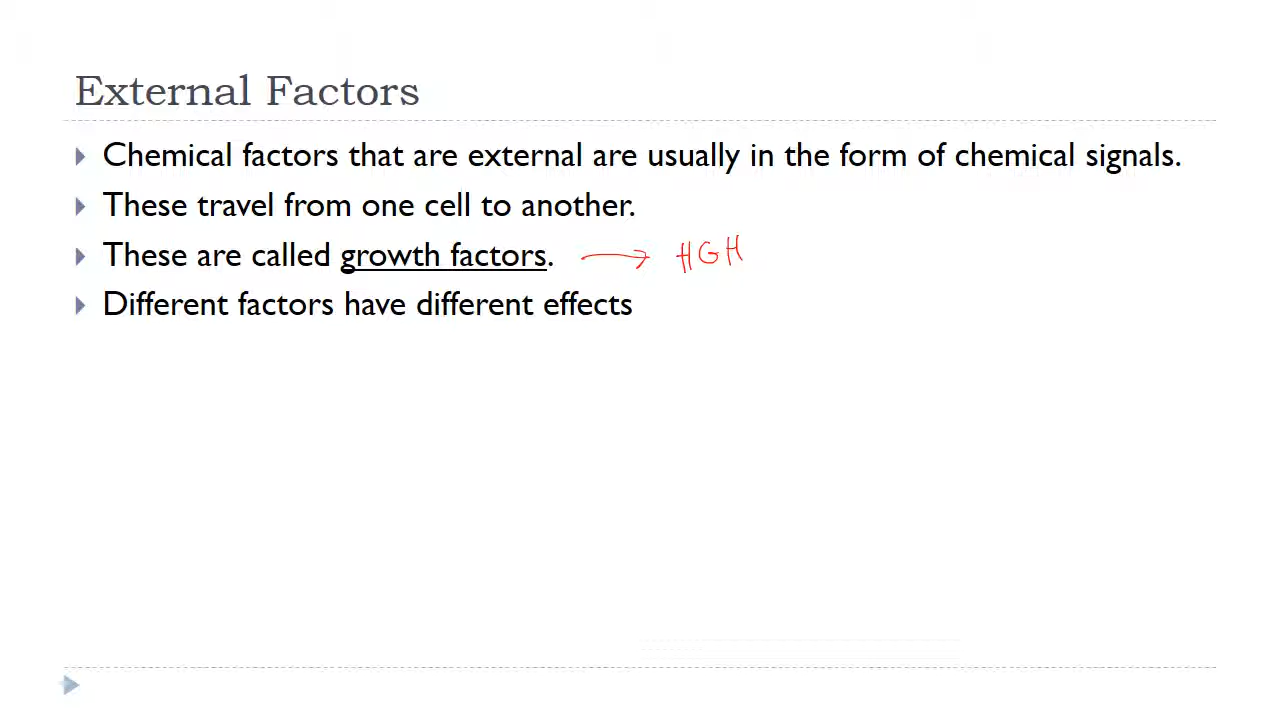 External Factors
Chemical factors that are external are usually in the form of chemical signals.
These travel from one cell to another.
These are called growth factors. → HGH
Different factors have different effects